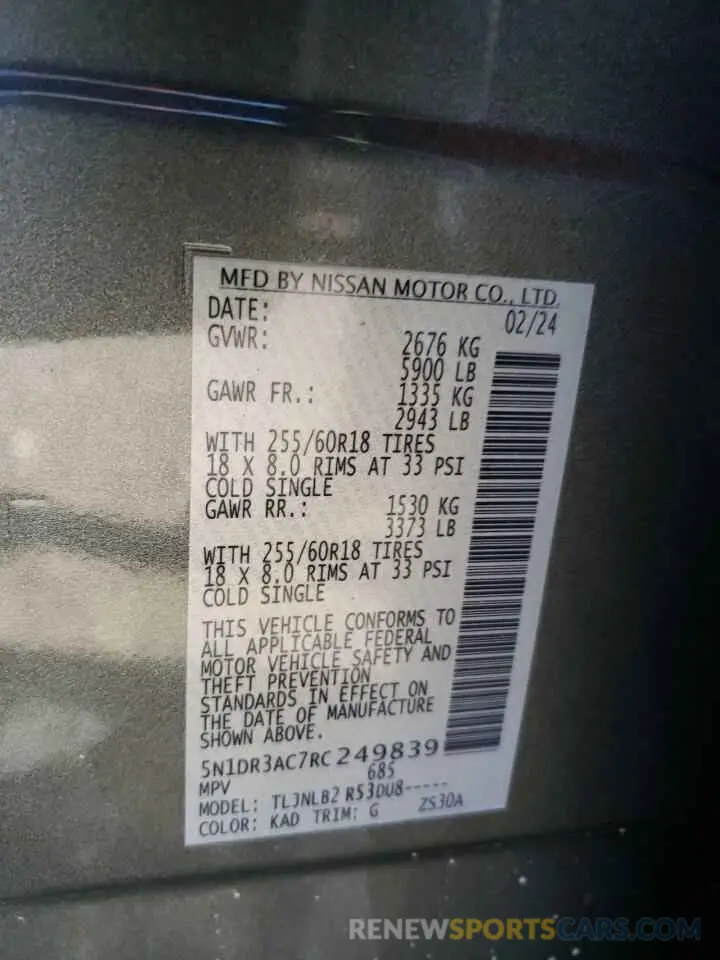 MFD BY NISSAN MOTOR CO., LTD.
DATE: 02/24
GVWR: 2676 KG
5900 LB
GAWR FR.: 1335 KG
2943 LB
WITH 255/60R18 TIRES
18 X 8.0 RIMS AT 33 PSI
COLD SINGLE
GAWR RR.: 1530 KG
3373 LB
WITH 255/60R18 TIRES
18 X 8.0 RIMS AT 33 PSI
COLD SINGLE
THIS VEHICLE CONFORMS TO
ALL APPLICABLE FEDERAL
MOTOR VEHICLE SAFETY AND
THEFT PREVENTION
STANDARDS IN EFFECT ON
THE DATE OF MANUFACTURE
SHOWN ABOVE.
5N1DR3AC7RC249839
MPV 685
MODEL: TLJNLB2 R53DU8-----
COLOR: KAD TRIM: G ZS30A
RENEWSPORTSCARS.COM